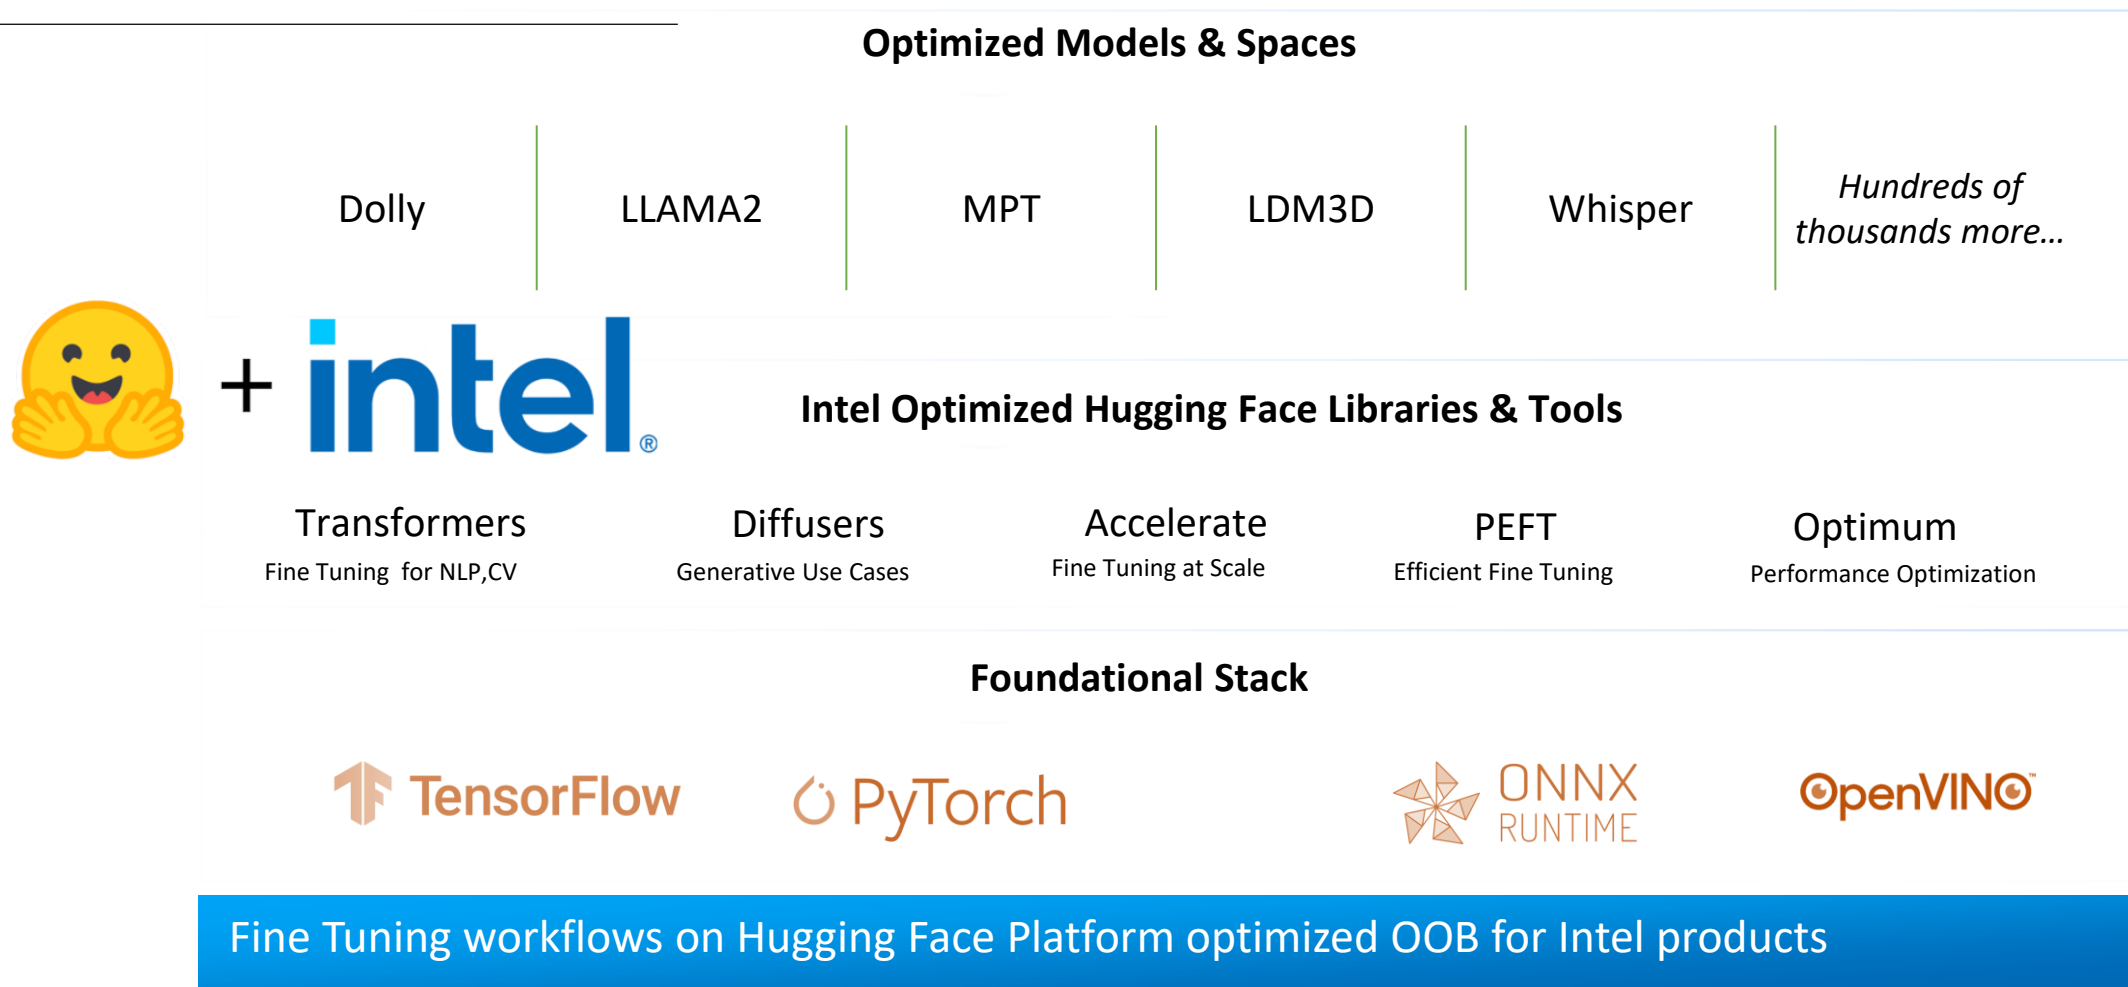 Optimized Models & Spaces
Dolly
LLAMA2
MPT
LDM3D
Whisper
Hundreds of
thousands more...
+ intel®
Intel Optimized Hugging Face Libraries & Tools
Transformers
Fine Tuning for NLP,CV
Diffusers
Generative Use Cases
Accelerate
Fine Tuning at Scale
PEFT
Efficient Fine Tuning
Optimum
Performance Optimization
Foundational Stack
TensorFlow
PyTorch
ONNX
RUNTIME
OpenVINO™
Fine Tuning workflows on Hugging Face Platform optimized OOB for Intel products